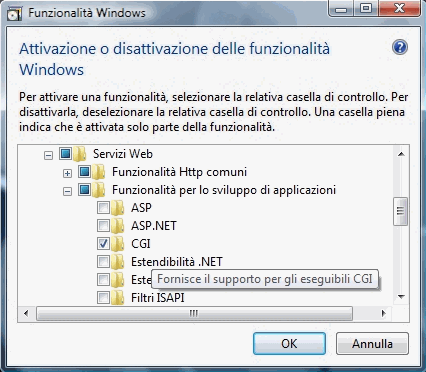 Funzionalità Windows
Attivazione o disattivazione delle funzionalità
Windows
Per attivare una funzionalità, selezionare la relativa casella di controllo. Per
disattivarla, deselezionare la relativa casella di controllo. Una casella piena
indica che è attivata solo parte della funzionalità.
Servizi Web
Funzionalità Http comuni
Funzionalità per lo sviluppo di applicazioni
ASP
ASP.NET
CGI
Estendibilità .NET
Fornisce il supporto per gli eseguibili CGI
Filtri ISAPI
OK
Annulla